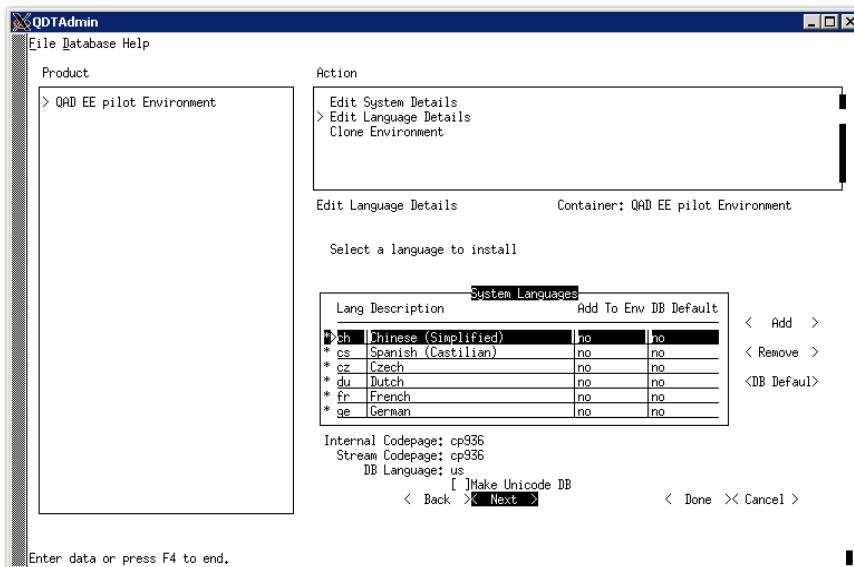 QDTAdmin
File Database Help
Product
Action
> QAD EE pilot Environment
Edit System Details
> Edit Language Details
Clone Environment
Edit Language Details Container: QAD EE pilot Environment
Select a language to install
System Languages
Lang Description Add To Env DB Default
*>ch Chinese (Simplified) no no
* cs Spanish (Castilian) no no
* cz Czech no no
* du Dutch no no
* fr French no no
* ge German no no
< Add >
< Remove >
<DB Defaul>
Internal Codepage: cp936
Stream Codepage: cp936
DB Language: us
[ ]Make Unicode DB
< Back >< Next > < Done >< Cancel >
Enter data or press F4 to end.